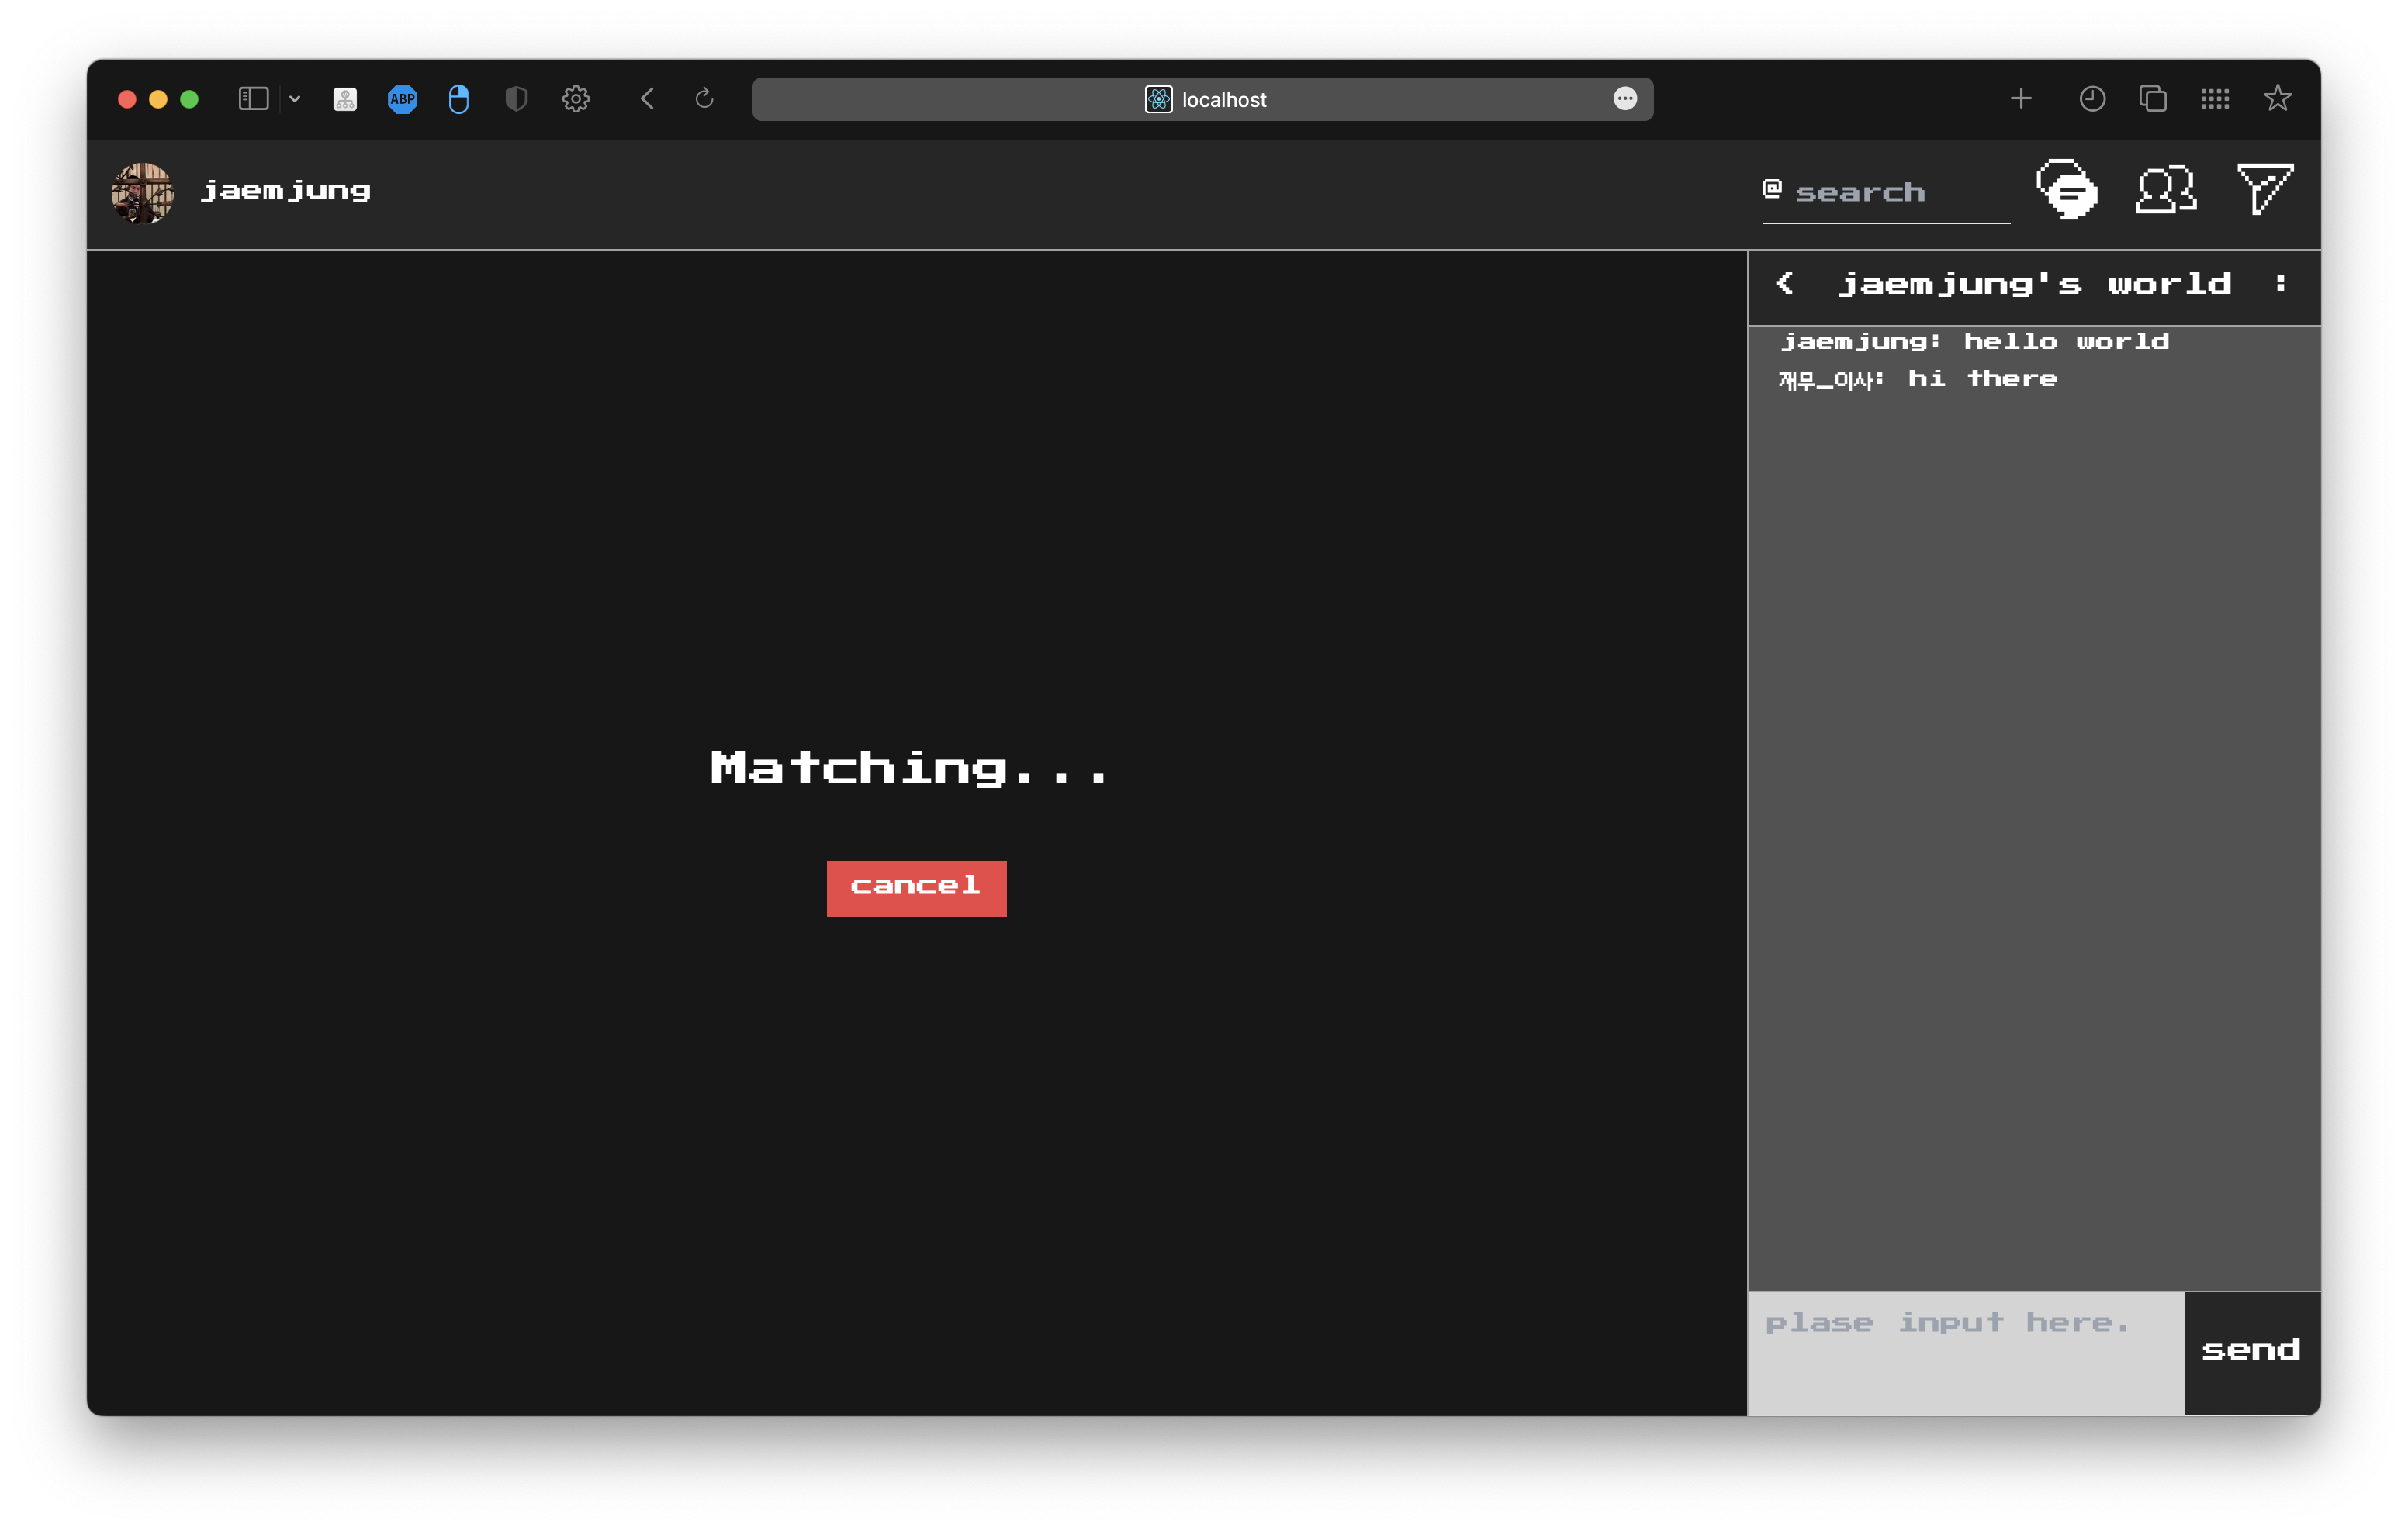 ABP
localhost
jaemjung
@ search
< jaemjung's world :
jaemjung: hello world
재무_이사: hi there
Matching...
cancel
plase input here.
send